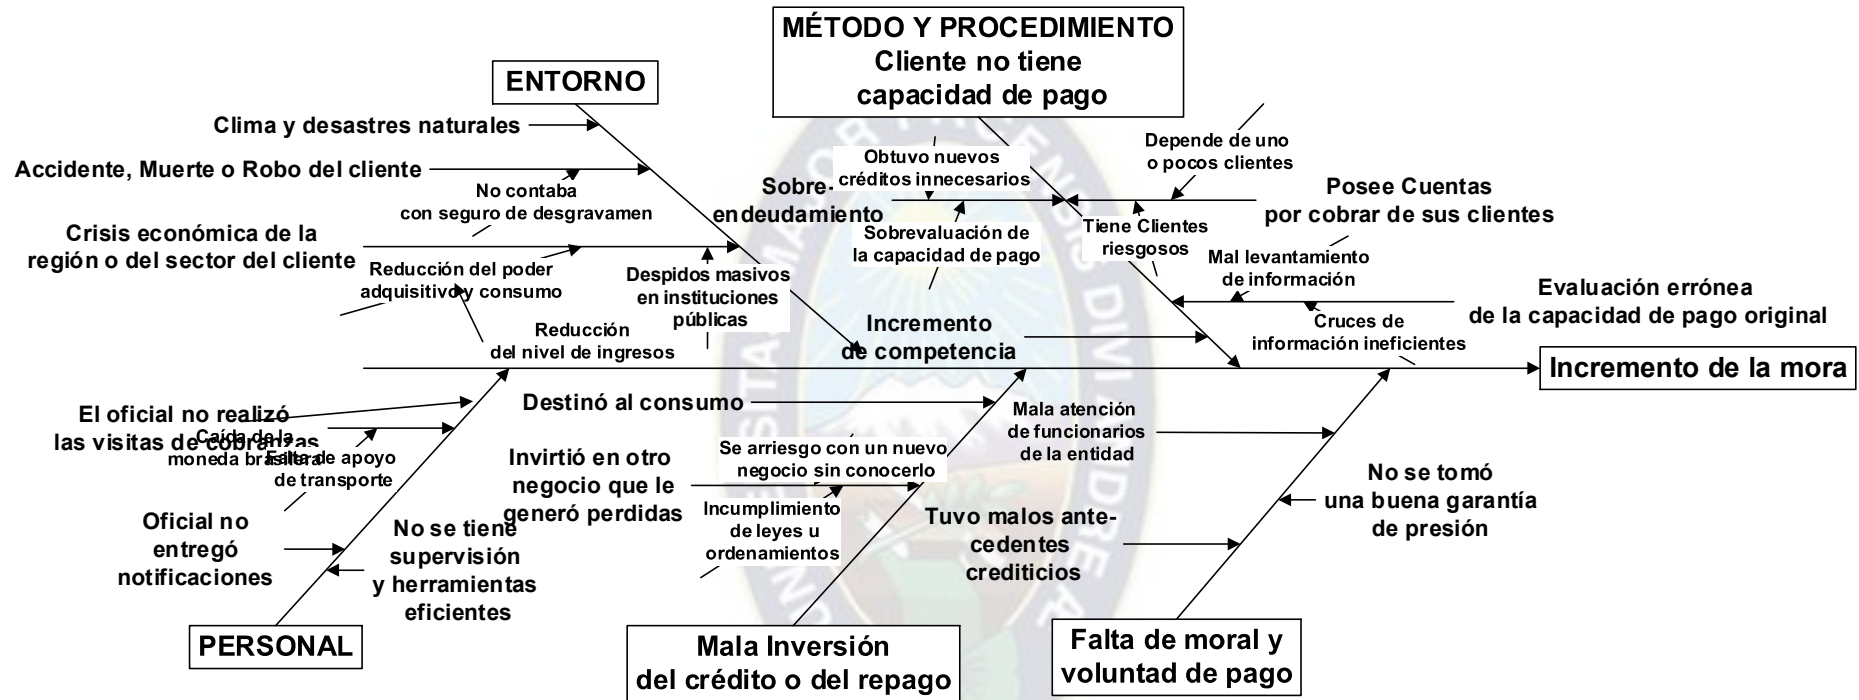 MÉTODO Y PROCEDIMIENTO
Cliente no tiene
capacidad de pago
ENTORNO
Clima y desastres naturales
Accidente, Muerte o Robo del cliente
No contaba
con seguro de desgravamen
Crisis económica de la
región o del sector del cliente
Reducción del poder
adquisitivo y consumo
Reducción
del nivel de ingresos
Despidos masivos
en instituciones
públicas
Obtuvo nuevos
créditos innecesarios
Sobre-
endeudamiento
Sobrevaluación de
la capacidad de pago
Depende de uno
o pocos clientes
Posee Cuentas
por cobrar de sus clientes
Tiene Clientes
riesgosos
Mal levantamiento
de información
Evaluación errónea
de la capacidad de pago original
Cruces de
información ineficientes
Incremento
de competencia
Incremento de la mora
El oficial no realizó
las visitas de cobranzas
Caída de la
moneda brasilera
Falta de apoyo
de transporte
Oficial no
entregó
notificaciones
No se tiene
supervisión
y herramientas
eficientes
PERSONAL
Destinó al consumo
Se arriesgo con un nuevo
negocio sin conocerlo
Invirtió en otro
negocio que le
generó perdidas
Incumplimiento
de leyes u
ordenamientos
Mala Inversión
del crédito o del repago
Mala atención
de funcionarios
de la entidad
No se tomó
una buena garantía
de presión
Tuvo malos ante-
cedentes
crediticios
Falta de moral y
voluntad de pago